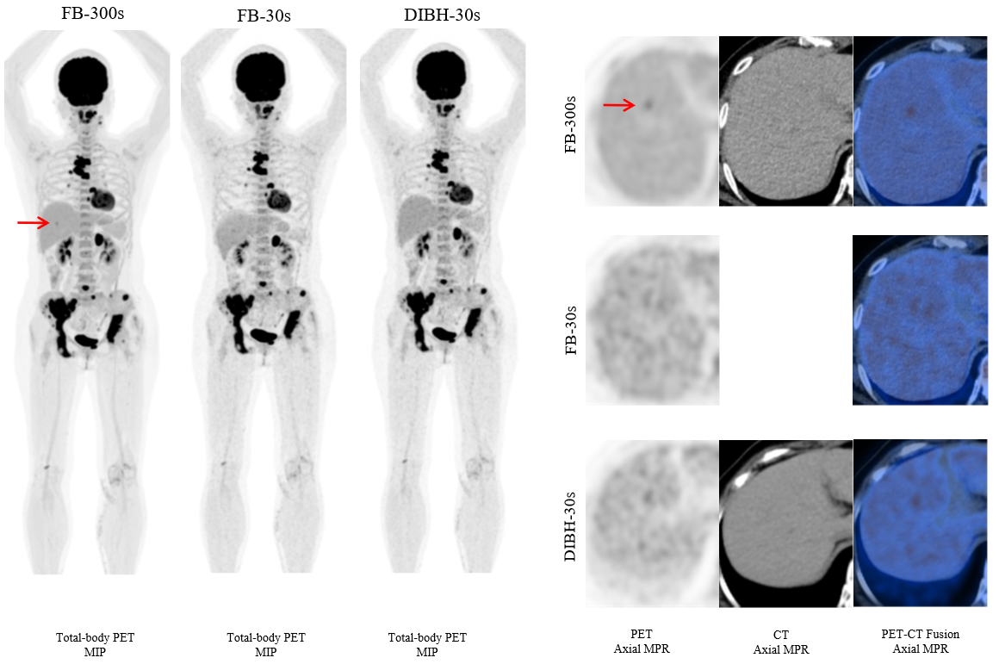 FB-300s
FB-30s
DIBH-30s
FB-300s
FB-30s
DIBH-30s
Total-body PET
MIP
Total-body PET
MIP
Total-body PET
MIP
PET
Axial MPR
CT
Axial MPR
PET-CT Fusion
Axial MPR